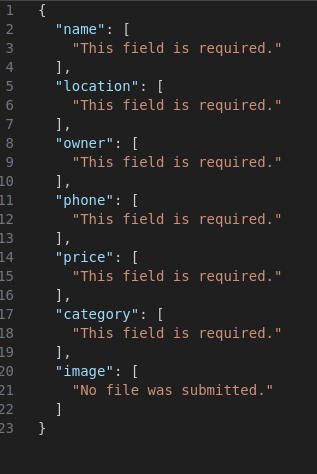 1 {
2 "name": [
3 "This field is required."
4 ],
5 "location": [
6 "This field is required."
7 ],
8 "owner": [
9 "This field is required."
10 ],
11 "phone": [
12 "This field is required."
13 ],
14 "price": [
15 "This field is required."
16 ],
17 "category": [
18 "This field is required."
19 ],
20 "image": [
21 "No file was submitted."
22 ]
23 }